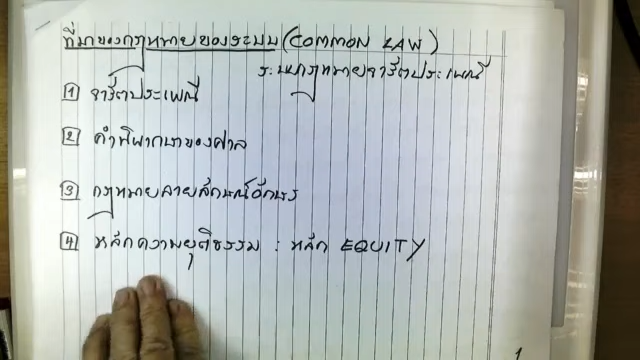 ที่มาของกฎหมายของระบบ (COMMON LAW)
ระบบกฎหมายจารีตประเพณี
1 จารีตประเพณี
2 คำพิพากษาของศาล
3 กฎหมายลายลักษณ์อักษร
4 หลักความยุติธรรม : หลัก EQUITY
1